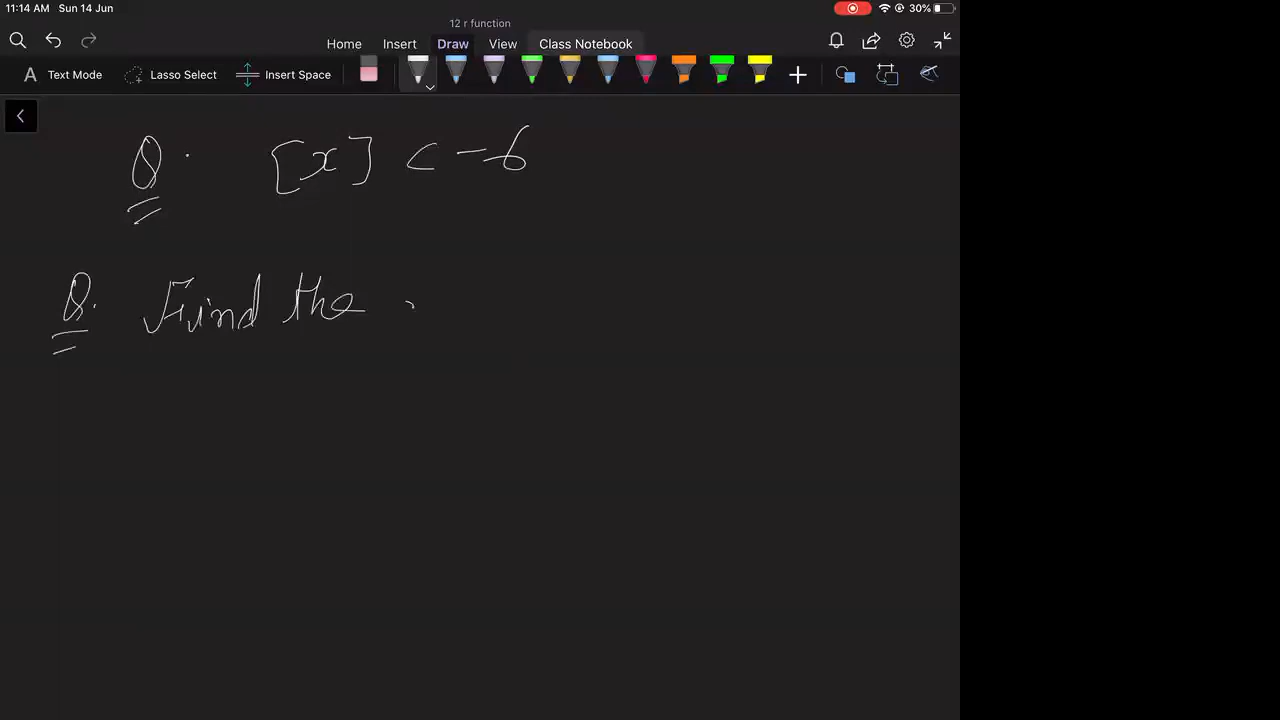 11:14 AM Sun 14 Jun 30%
12 r function
Home Insert Draw View Class Notebook
Text Mode Lasso Select Insert Space
Q. [x] < -6
Q. Find the